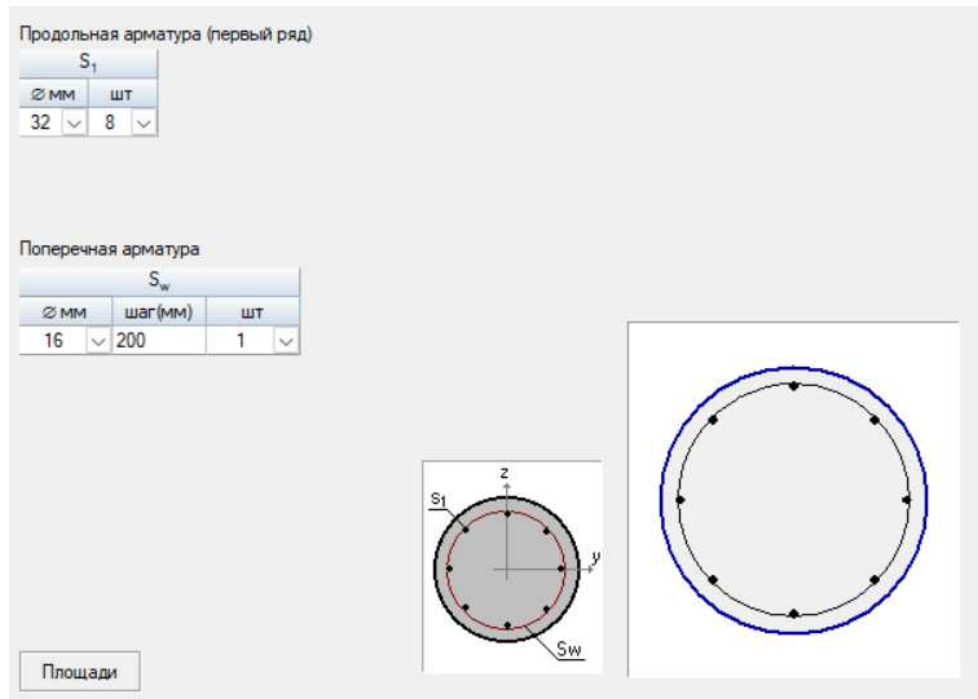 Продольная арматура (первый ряд)
S₁
∅ мм шт
32 8
Поперечная арматура
Sw
∅ мм шаг(мм) шт
16 200 1
z
S1
y
Sw
Площади